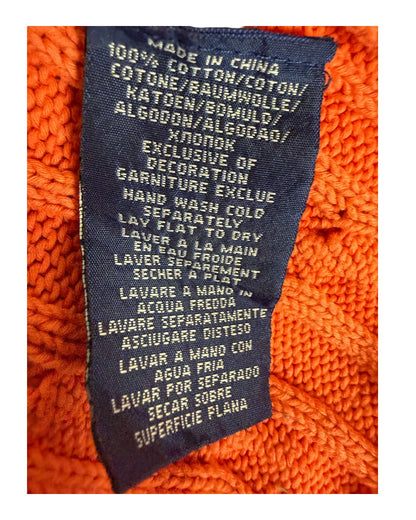 MADE IN CHINA
100% COTTON/COTON/
COTONE/BAUMWOLLE/
KATOEN/BOMULD/
ALGODON/ALGODAO/
ХЛОПОК
EXCLUSIVE OF
DECORATION
GARNITURE EXCLUE
HAND WASH COLD
SEPARATELY
LAY FLAT TO DRY
LAVER A LA MAIN
EN EAU FROIDE
LAVER SEPAREMENT
SECHER A PLAT
LAVARE A MANO IN
ACQUA FREDDA
LAVARE SEPARATAMENTE
ASCIUGARE DISTESO
LAVAR A MANO CON
AGUA FRIA
LAVAR POR SEPARADO
SECAR SOBRE
SUPERFICIE PLANA